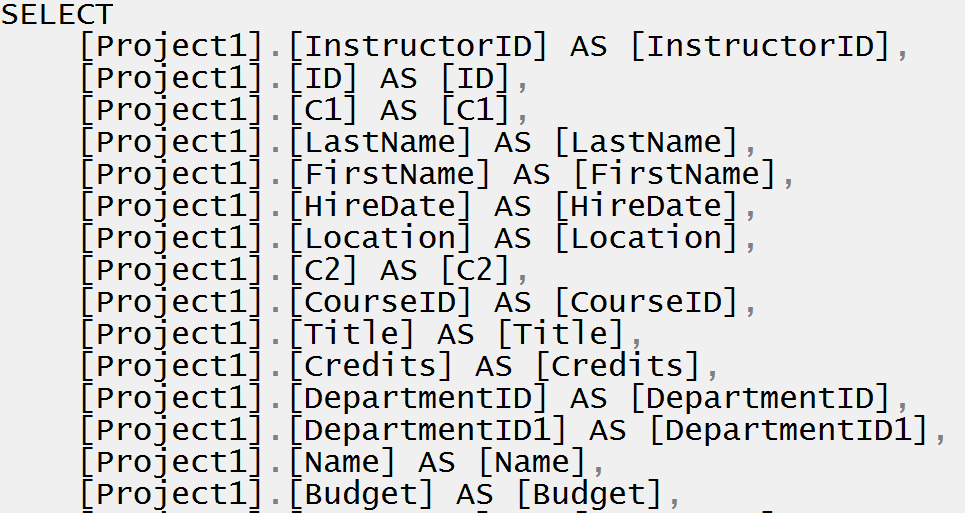 SELECT
[Project1].[InstructorID] AS [InstructorID],
[Project1].[ID] AS [ID],
[Project1].[C1] AS [C1],
[Project1].[LastName] AS [LastName],
[Project1].[FirstName] AS [FirstName],
[Project1].[HireDate] AS [HireDate],
[Project1].[Location] AS [Location],
[Project1].[C2] AS [C2],
[Project1].[CourseID] AS [CourseID],
[Project1].[Title] AS [Title],
[Project1].[Credits] AS [Credits],
[Project1].[DepartmentID] AS [DepartmentID],
[Project1].[DepartmentID1] AS [DepartmentID1],
[Project1].[Name] AS [Name],
[Project1].[Budget] AS [Budget],